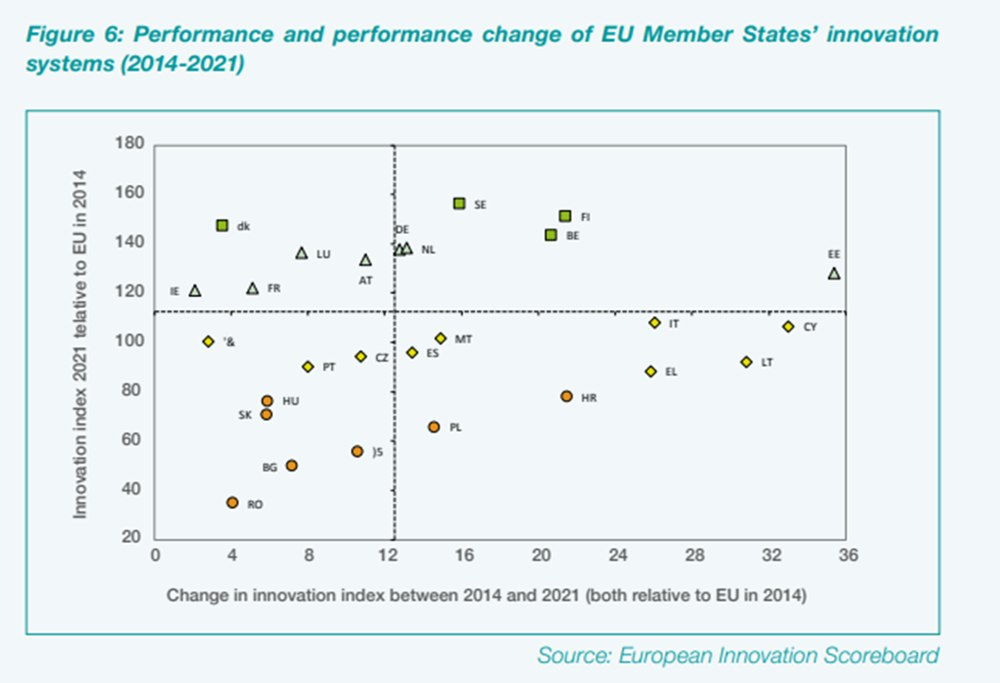 Figure 6: Performance and performance change of EU Member States' innovation
systems (2014-2021)
Innovation index 2021 telative to EU in 2014
180
160
140
120
100
80
60
40
20
0 4 8 12 16 20 24 28 32 36
SE
FI
BE
dk
DE
NL
LU
AT
EE
IE
FR
IT
CY
'&
MT
ES
CZ
PT
LT
EL
HU
SK
HR
PL
)5
BG
RO
Change in innovation index between 2014 and 2021 (both relative to EU in 2014)
Source: European Innovation Scoreboard